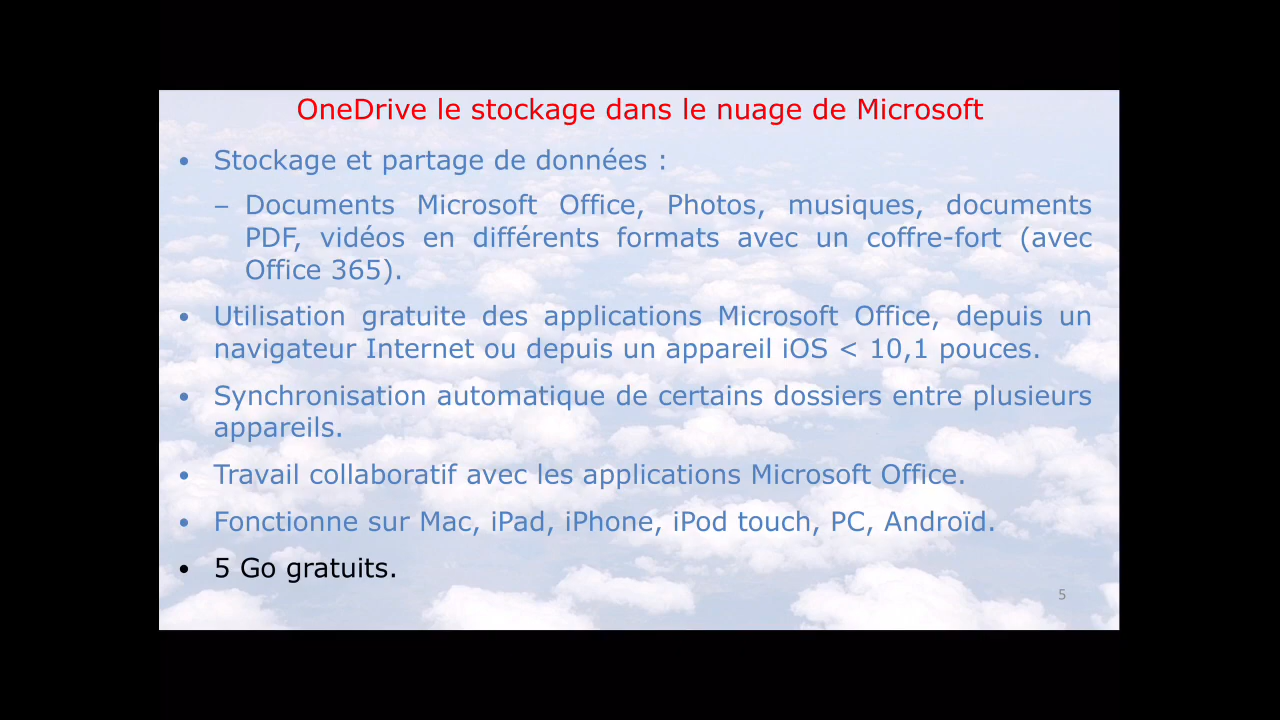 OneDrive le stockage dans le nuage de Microsoft
• Stockage et partage de données :
– Documents Microsoft Office, Photos, musiques, documents
PDF, vidéos en différents formats avec un coffre-fort (avec
Office 365).
• Utilisation gratuite des applications Microsoft Office, depuis un
navigateur Internet ou depuis un appareil iOS < 10,1 pouces.
• Synchronisation automatique de certains dossiers entre plusieurs
appareils.
• Travail collaboratif avec les applications Microsoft Office.
• Fonctionne sur Mac, iPad, iPhone, iPod touch, PC, Androïd.
• 5 Go gratuits.
5